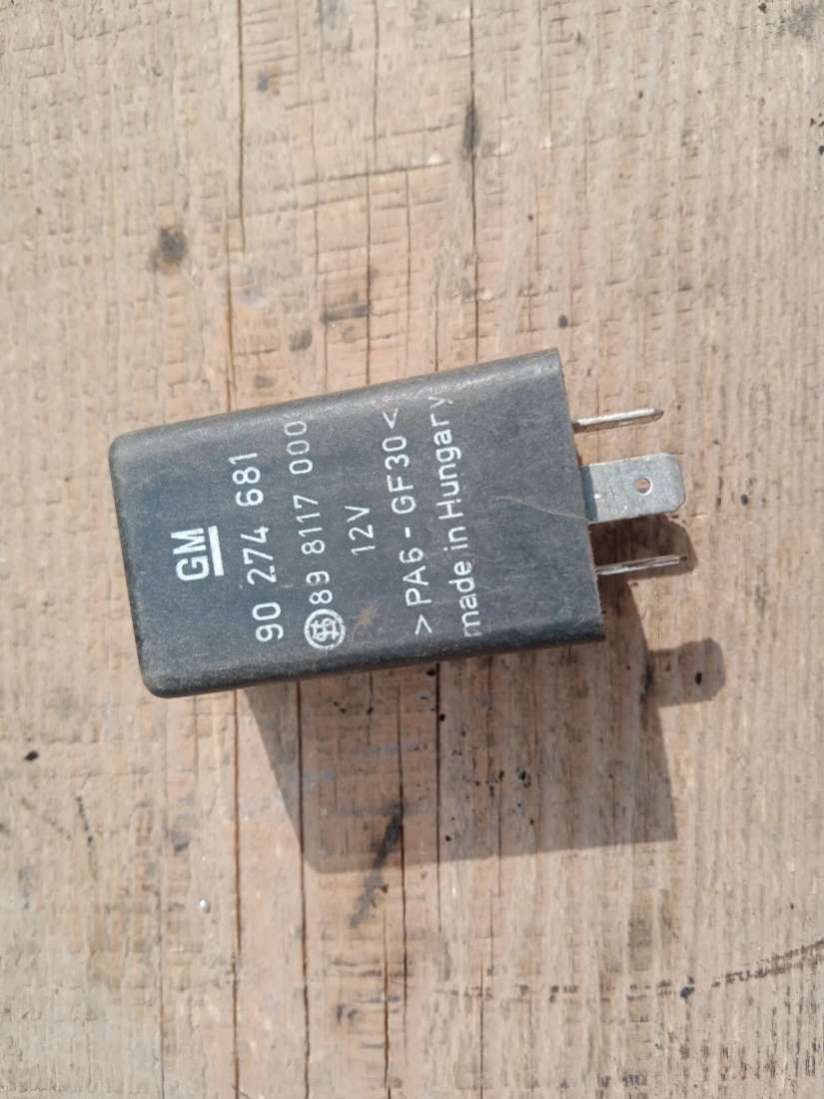 GM
90 274 681
89 8117 000
12V
> PA6 - GF30 <
made in Hungary